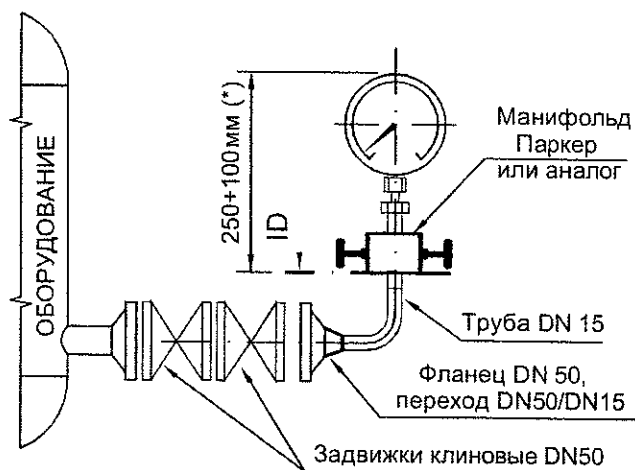 ОБОРУДОВАНИЕ
250+100мм (*)
ID
Манифольд
Паркер
или аналог
Труба DN 15
Фланец DN 50,
переход DN50/DN15
Задвижки клиновые DN50